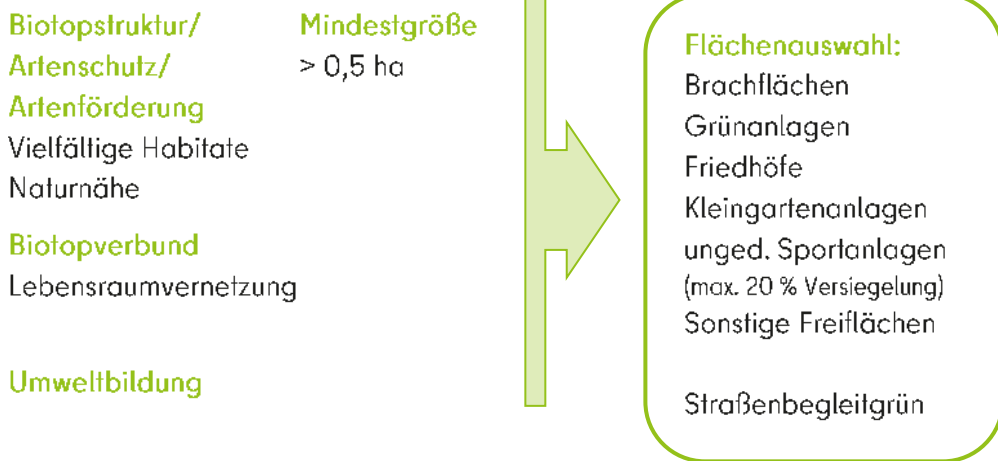 Biotopstruktur/
Artenschutz/
Artenförderung
Vielfältige Habitate
Naturnähe
Biotopverbund
Lebensraumvernetzung
Umweltbildung
Mindestgröße
> 0,5 ha
Flächenauswahl:
Brachflächen
Grünanlagen
Friedhöfe
Kleingartenanlagen
unged. Sportanlagen
(max. 20 % Versiegelung)
Sonstige Freiflächen
Straßenbegleitgrün